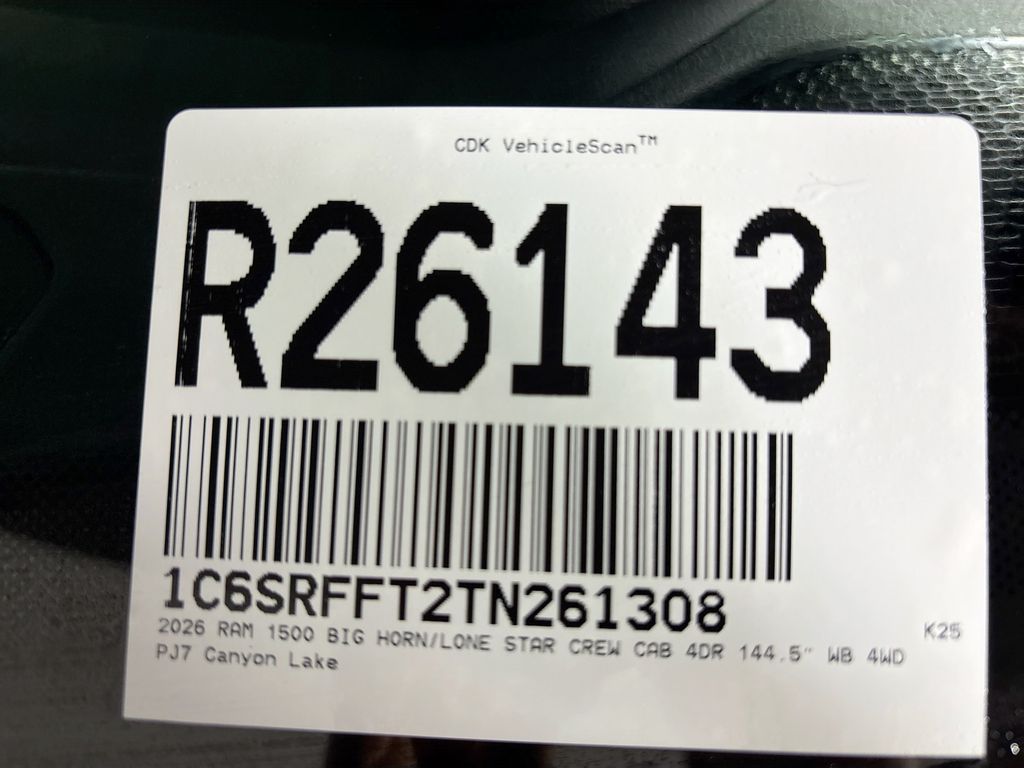 CDK VehicleScan™
R26143
1C6SRFFT2TN261308
2026 RAM 1500 BIG HORN/LONE STAR CREW CAB 4DR 144.5" WB 4WD K25
PJ7 Canyon Lake